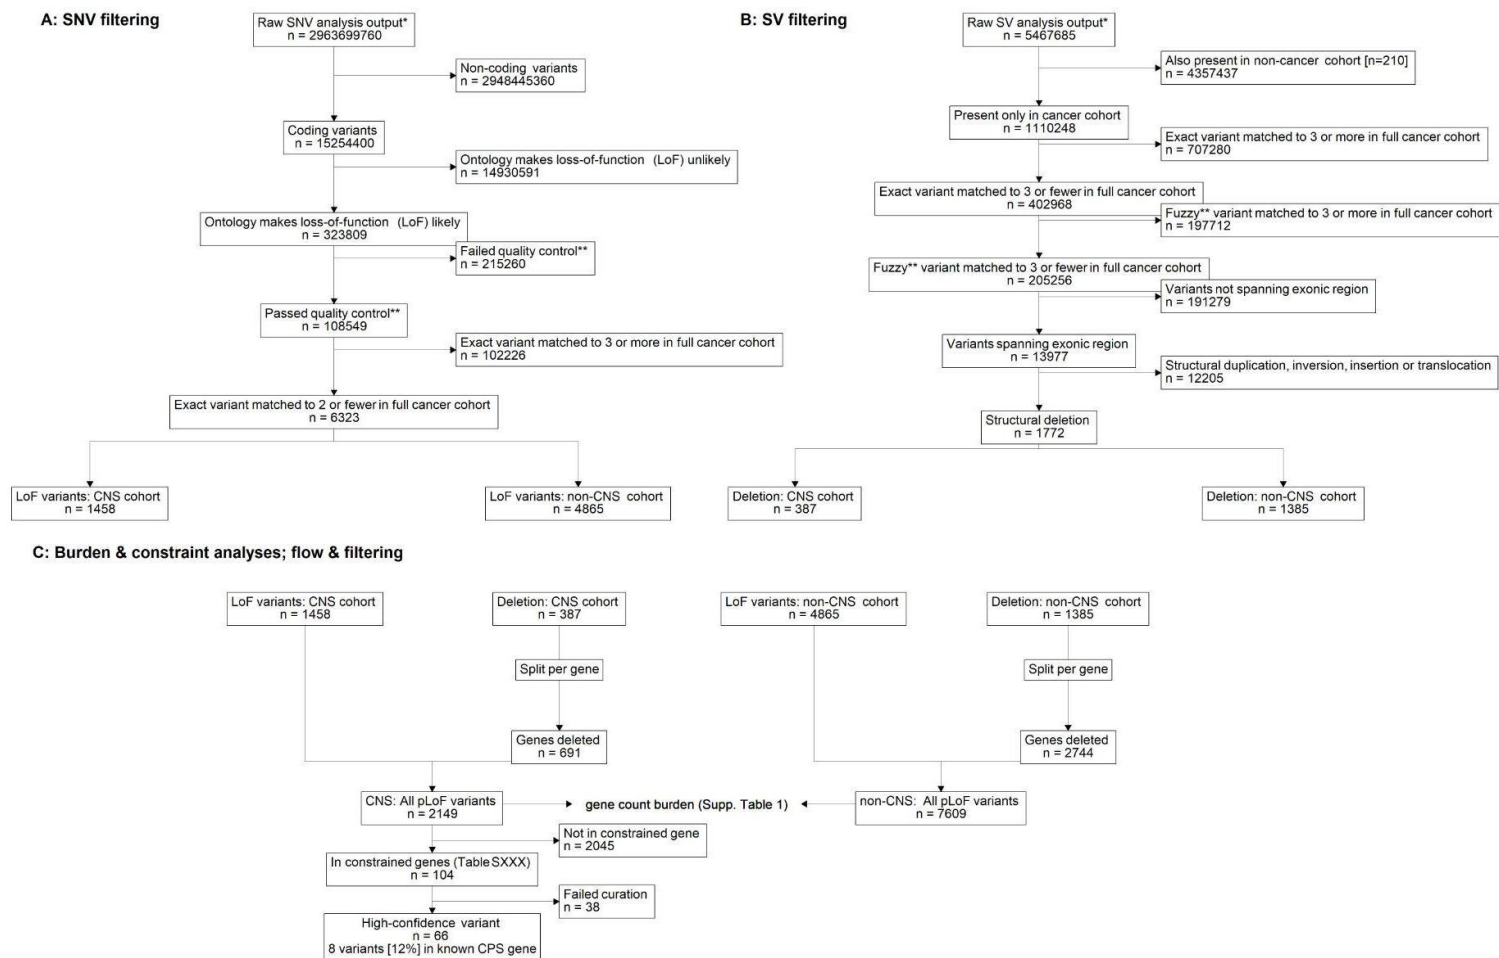 A: SNV filtering
Raw SNV analysis output*
n = 2963699760
Non-coding variants
n = 2948445360
Coding variants
n = 15254400
Ontology makes loss-of-function (LoF) unlikely
n = 14930591
Ontology makes loss-of-function (LoF) likely
n = 323809
Failed quality control**
n = 215260
Passed quality control**
n = 108549
Exact variant matched to 3 or more in full cancer cohort
n = 102226
Exact variant matched to 2 or fewer in full cancer cohort
n = 6323
LoF variants: CNS cohort
n = 1458
LoF variants: non-CNS cohort
n = 4865
B: SV filtering
Raw SV analysis output*
n = 5467685
Also present in non-cancer cohort [n=210]
n = 4357437
Present only in cancer cohort
n = 1110248
Exact variant matched to 3 or more in full cancer cohort
n = 707280
Exact variant matched to 3 or fewer in full cancer cohort
n = 402968
Fuzzy** variant matched to 3 or more in full cancer cohort
n = 197712
Fuzzy** variant matched to 3 or fewer in full cancer cohort
n = 205256
Variants not spanning exonic region
n = 191279
Variants spanning exonic region
n = 13977
Structural duplication, inversion, insertion or translocation
n = 12205
Structural deletion
n = 1772
Deletion: CNS cohort
n = 387
Deletion: non-CNS cohort
n = 1385
C: Burden & constraint analyses; flow & filtering
LoF variants: CNS cohort
n = 1458
Deletion: CNS cohort
n = 387
LoF variants: non-CNS cohort
n = 4865
Deletion: non-CNS cohort
n = 1385
Split per gene
Split per gene
Genes deleted
n = 691
Genes deleted
n = 2744
CNS: All pLoF variants
n = 2149
gene count burden (Supp. Table 1)
non-CNS: All pLoF variants
n = 7609
Not in constrained gene
n = 2045
In constrained genes (Table SXXX)
n = 104
Failed curation
n = 38
High-confidence variant
n = 66
8 variants [12%] in known CPS gene